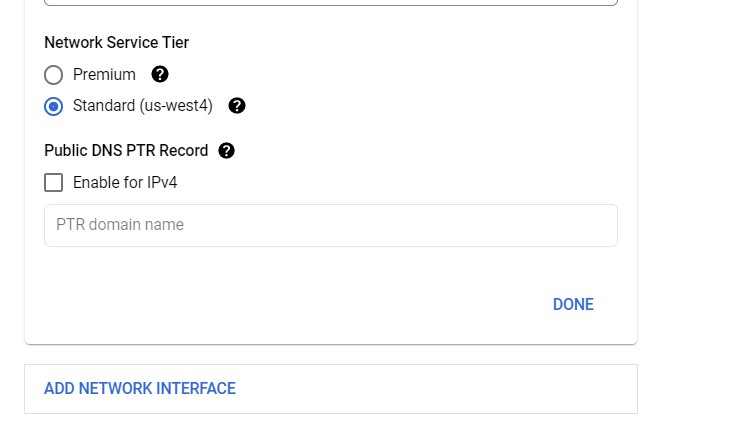 Network Service Tier
Premium
Standard (us-west4)
Public DNS PTR Record
Enable for IPv4
PTR domain name
DONE
ADD NETWORK INTERFACE